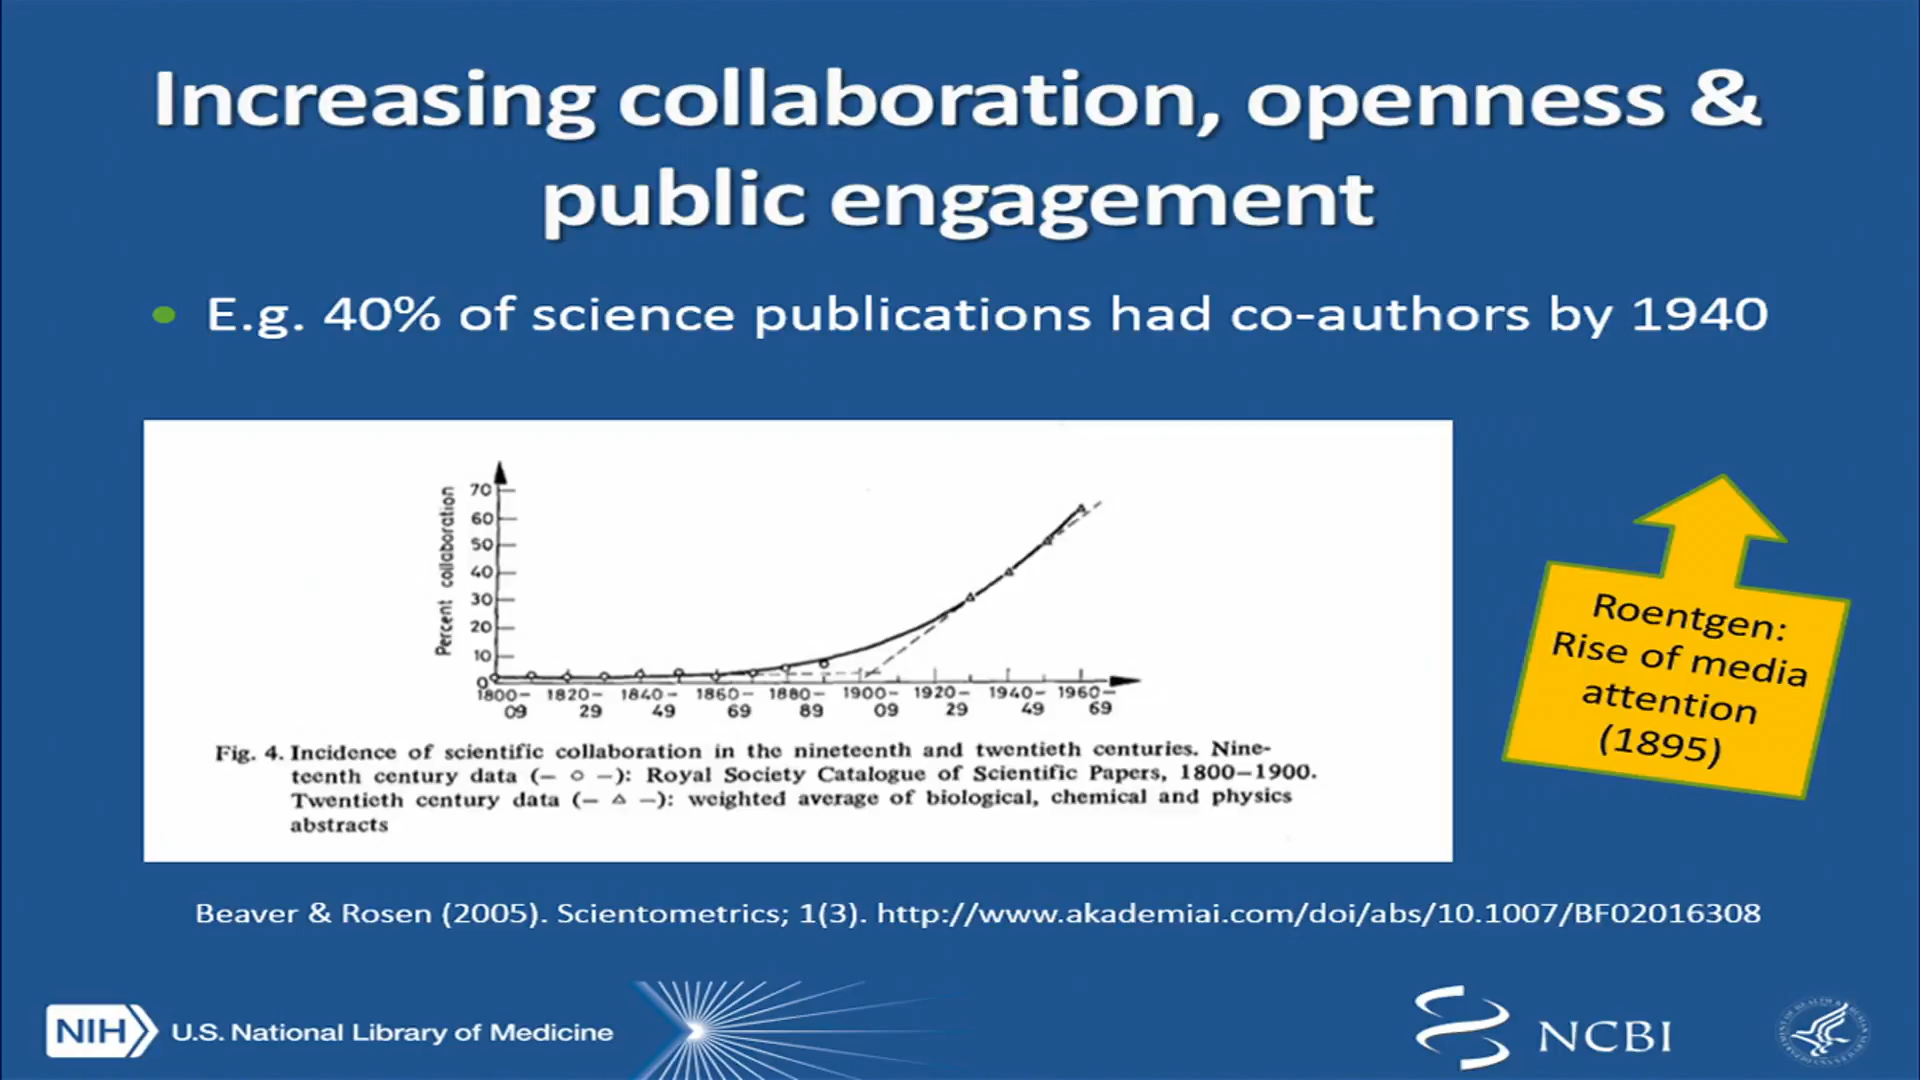 Increasing collaboration, openness &
public engagement
E.g. 40% of science publications had co-authors by 1940
Percent collaboration
70
60
50
40
30
20
10
0
1800-09 1820-29 1840-49 1860-69 1880-89 1900-09 1920-29 1940-49 1960-69
Fig. 4. Incidence of scientific collaboration in the nineteenth and twentieth centuries. Nine-
teenth century data (– o –): Royal Society Catalogue of Scientific Papers, 1800–1900.
Twentieth century data (– △ –): weighted average of biological, chemical and physics
abstracts
Roentgen:
Rise of media
attention
(1895)
Beaver & Rosen (2005). Scientometrics; 1(3). http://www.akademiai.com/doi/abs/10.1007/BF02016308
NIH U.S. National Library of Medicine
NCBI